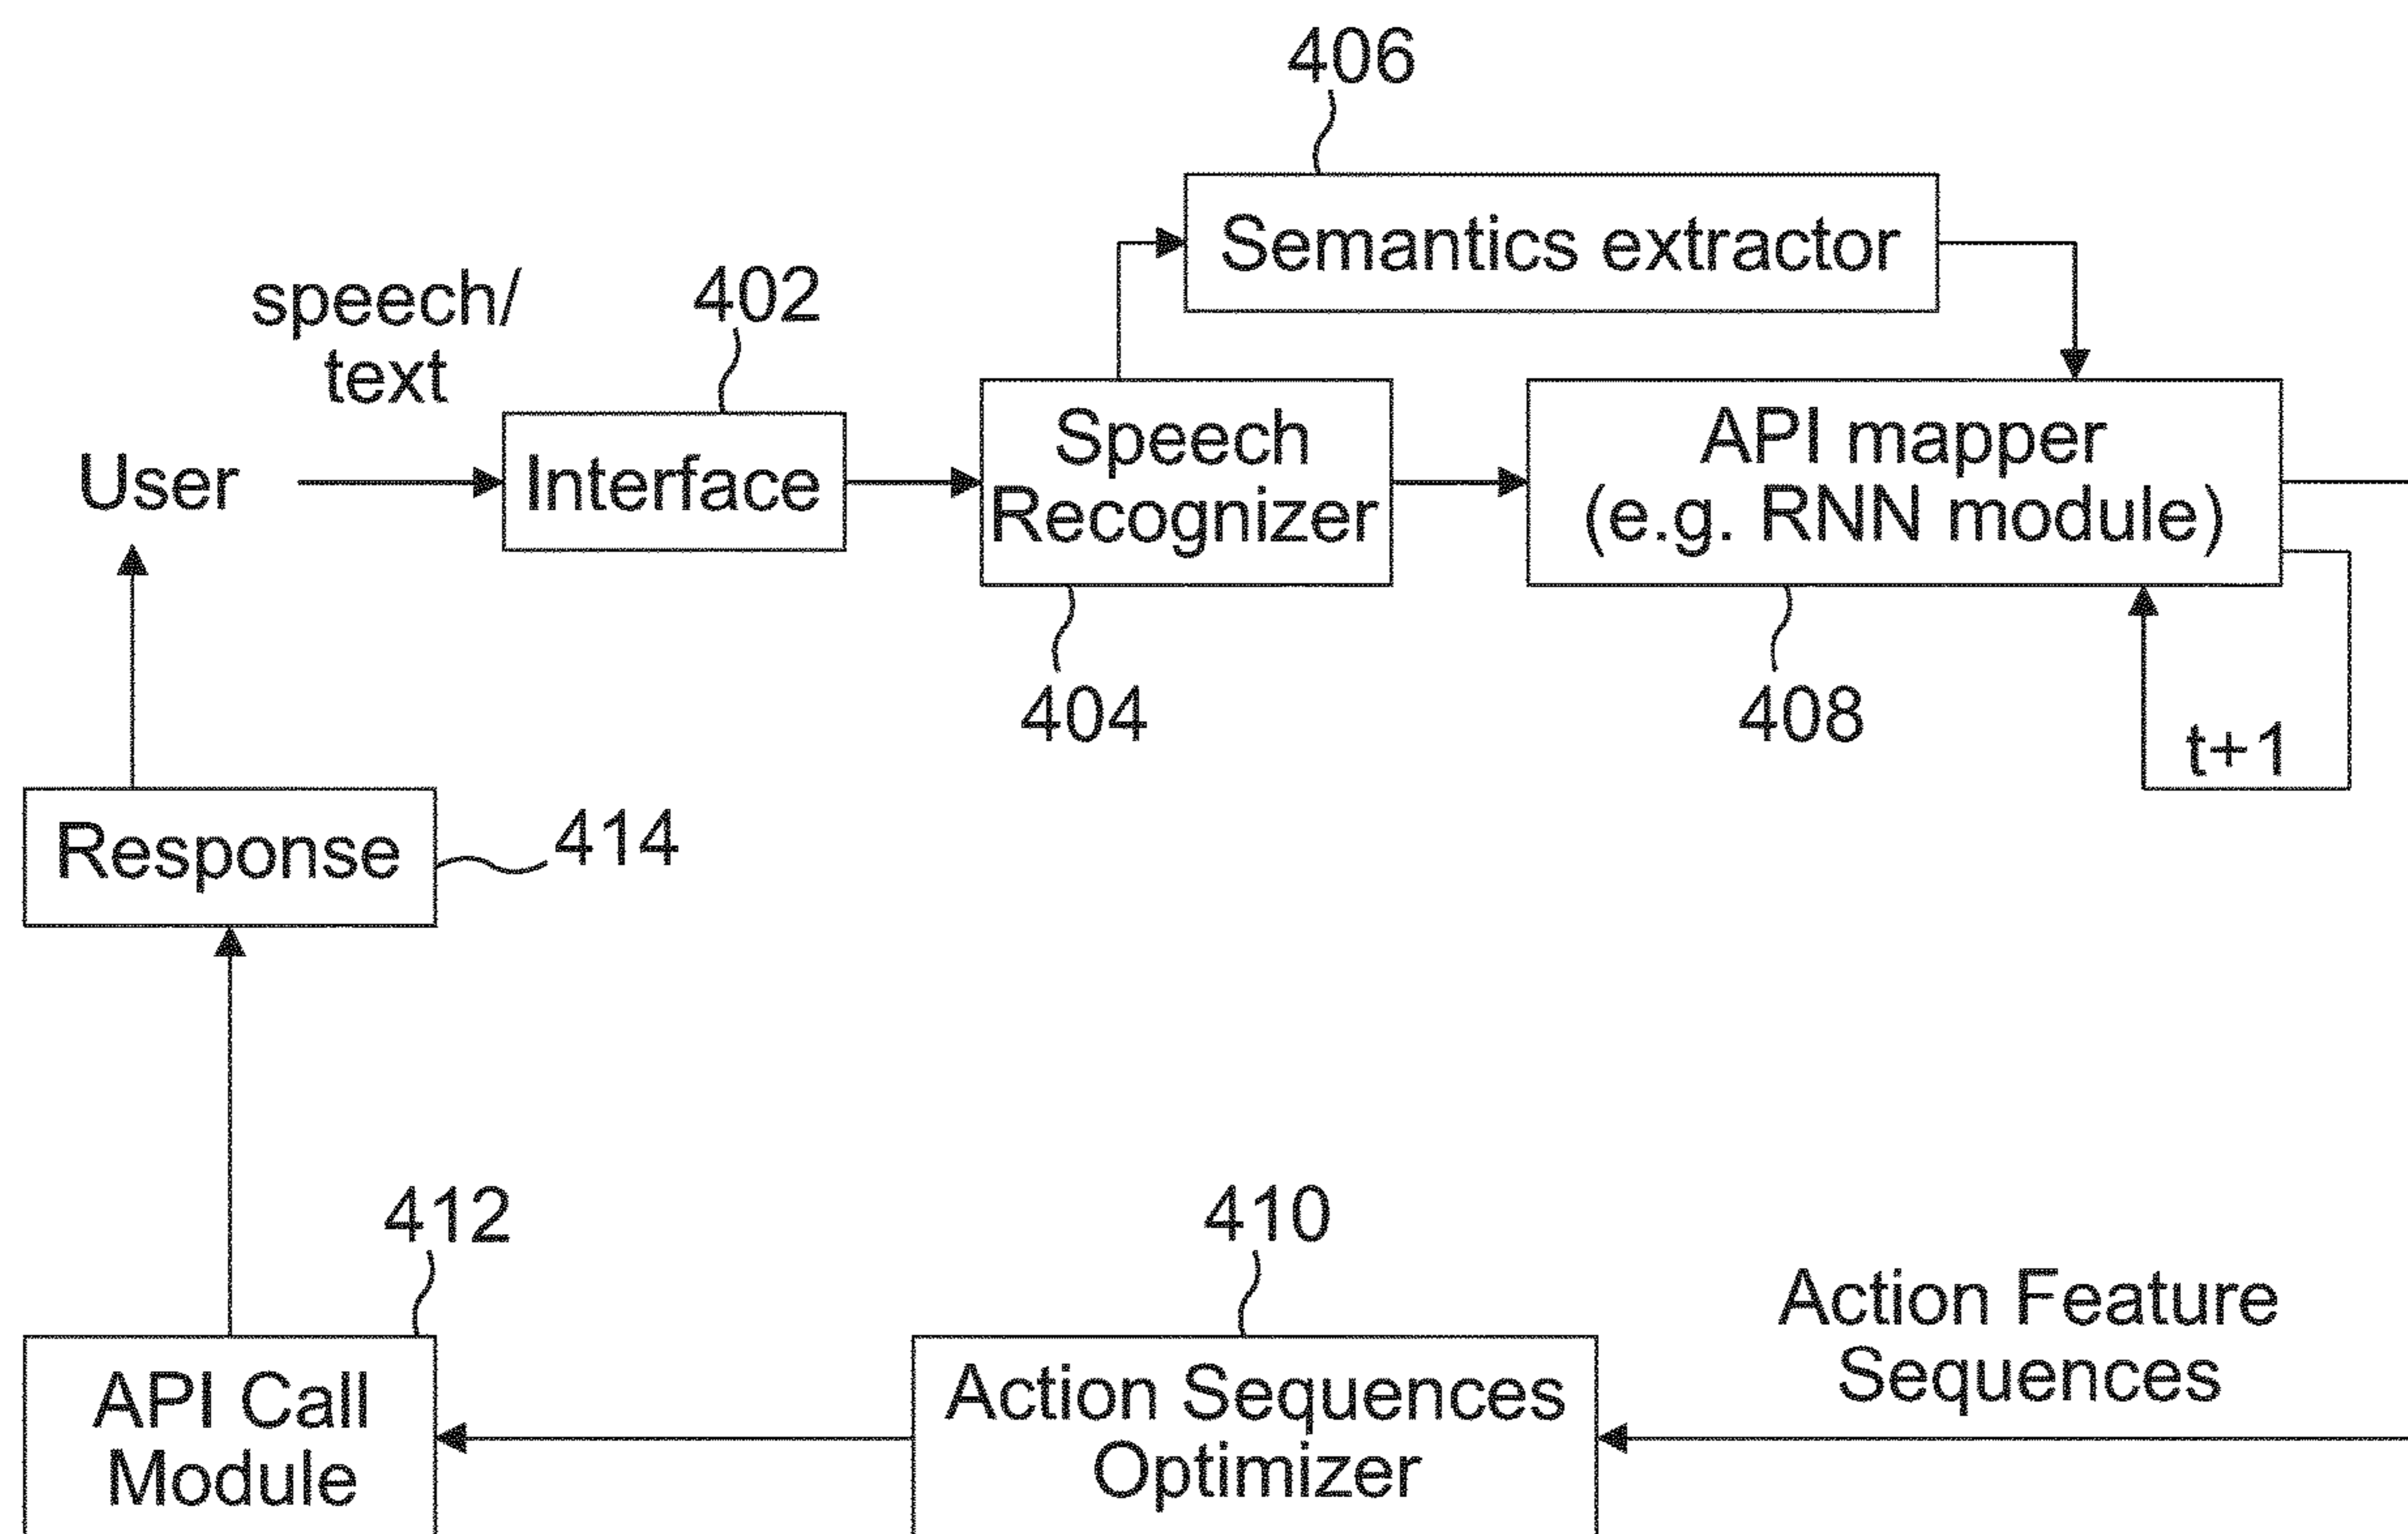 406
Semantics extractor
speech/
text
402
User
Interface
Speech
Recognizer
API mapper
(e.g. RNN module)
404
408
t+1
Response
414
412
410
Action Feature
Sequences
API Call
Module
Action Sequences
Optimizer